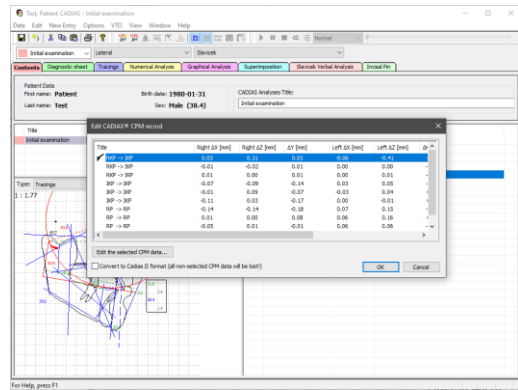 Test, Patient CADIAS - Initial examination
Data Edit New Entry Options VTO View Window Help
Normal
Initial examination Lateral Slavicek
Contents Diagnostic sheet Tracings Numerical Analysis Graphical Analysis Superimposition Slavicek Verbal Analysis Incisal Pin
Patient Data
First name: Patient Birth date: 1980-01-31
Last name: Test Sex: Male (38.4)
CADIAS Analyses Title:
Initial examination
Title
Initial examination
Edit CADIAX® CPM record
Title Right ΔX [mm] Right ΔZ [mm] ΔY [mm] Left ΔX [mm] Left ΔZ [mm]
RKP -> IKP 0.03 0.31 0.03 -0.06 -0.41
RKP -> IKP -0.01 -0.02 0.01 0.00 0.00
RKP -> IKP 0.01 0.00 0.01 0.00 0.01
IKP -> IKP -0.07 -0.09 -0.14 0.03 0.05
IKP -> IKP -0.01 0.09 -0.07 -0.03 0.04
IKP -> IKP -0.11 0.03 -0.17 0.00 -0.01
RP -> RP -0.14 -0.14 -0.18 0.07 0.15
RP -> RP 0.01 0.00 0.08 0.06 0.16
RP -> RP -0.05 0.01 -0.01 0.06 0.06
Edit the selected CPM data...
Convert to Cadias II format (all non-selected CPM data will be lost!)
OK Cancel
Type: Tracings
1 : 1.77
For Help, press F1